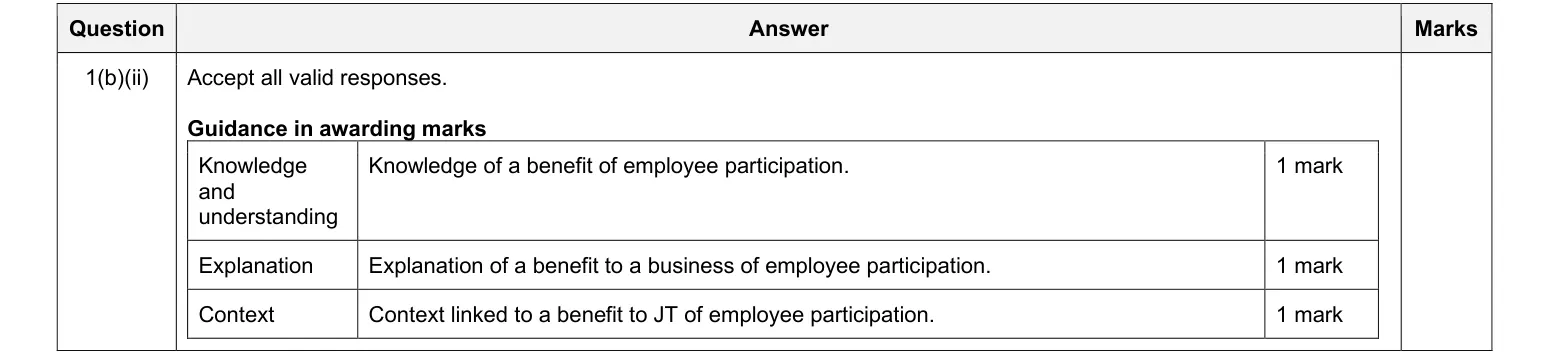 Question Answer Marks
1(b)(ii) Accept all valid responses.
Guidance in awarding marks
Knowledge Knowledge of a benefit of employee participation. 1 mark
and
understanding
Explanation Explanation of a benefit to a business of employee participation. 1 mark
Context Context linked to a benefit to JT of employee participation. 1 mark